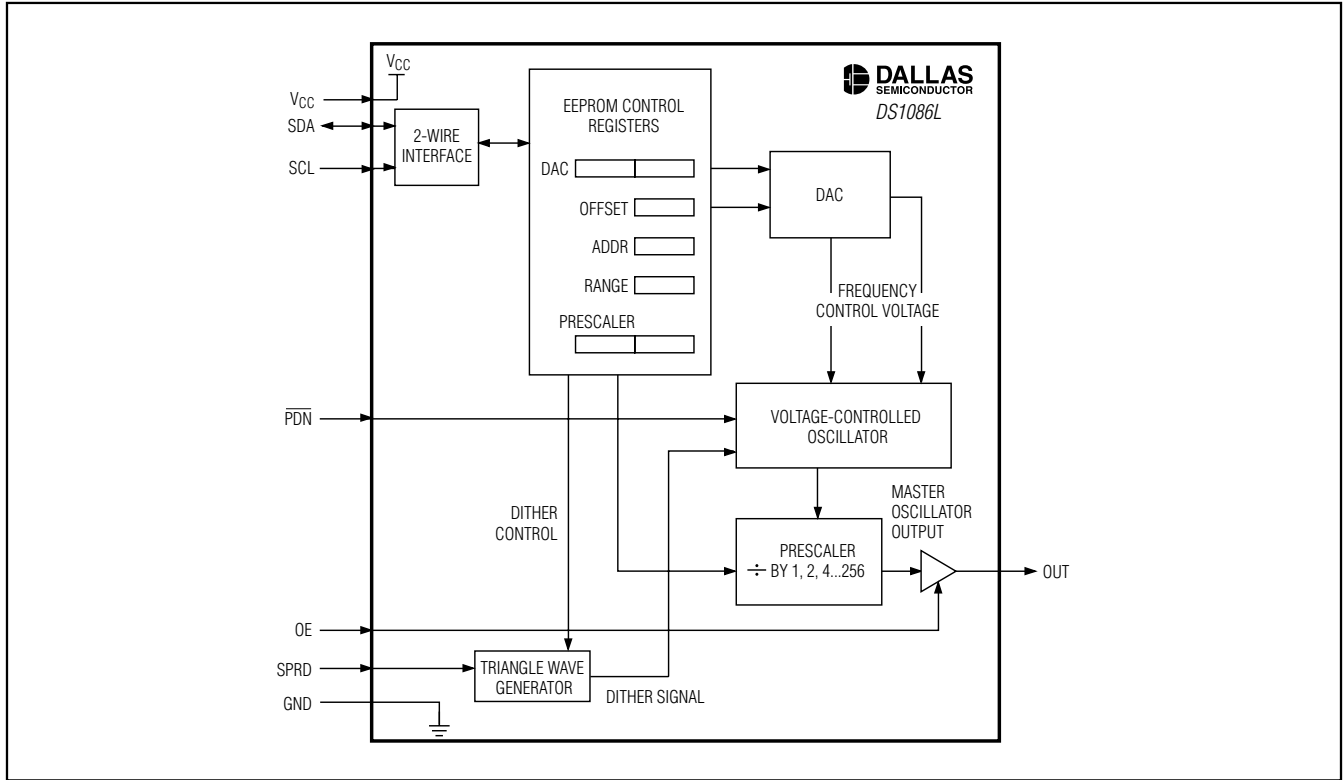 V_CC
V_CC
SDA
SCL
2-WIRE
INTERFACE
EEPROM CONTROL
REGISTERS
DAC
OFFSET
ADDR
RANGE
PRESCALER
DALLAS
SEMICONDUCTOR
DS1086L
DAC
FREQUENCY
CONTROL VOLTAGE
PDN
VOLTAGE-CONTROLLED
OSCILLATOR
DITHER
CONTROL
MASTER
OSCILLATOR
OUTPUT
PRESCALER
÷ BY 1, 2, 4...256
OUT
OE
SPRD
TRIANGLE WAVE
GENERATOR
DITHER SIGNAL
GND